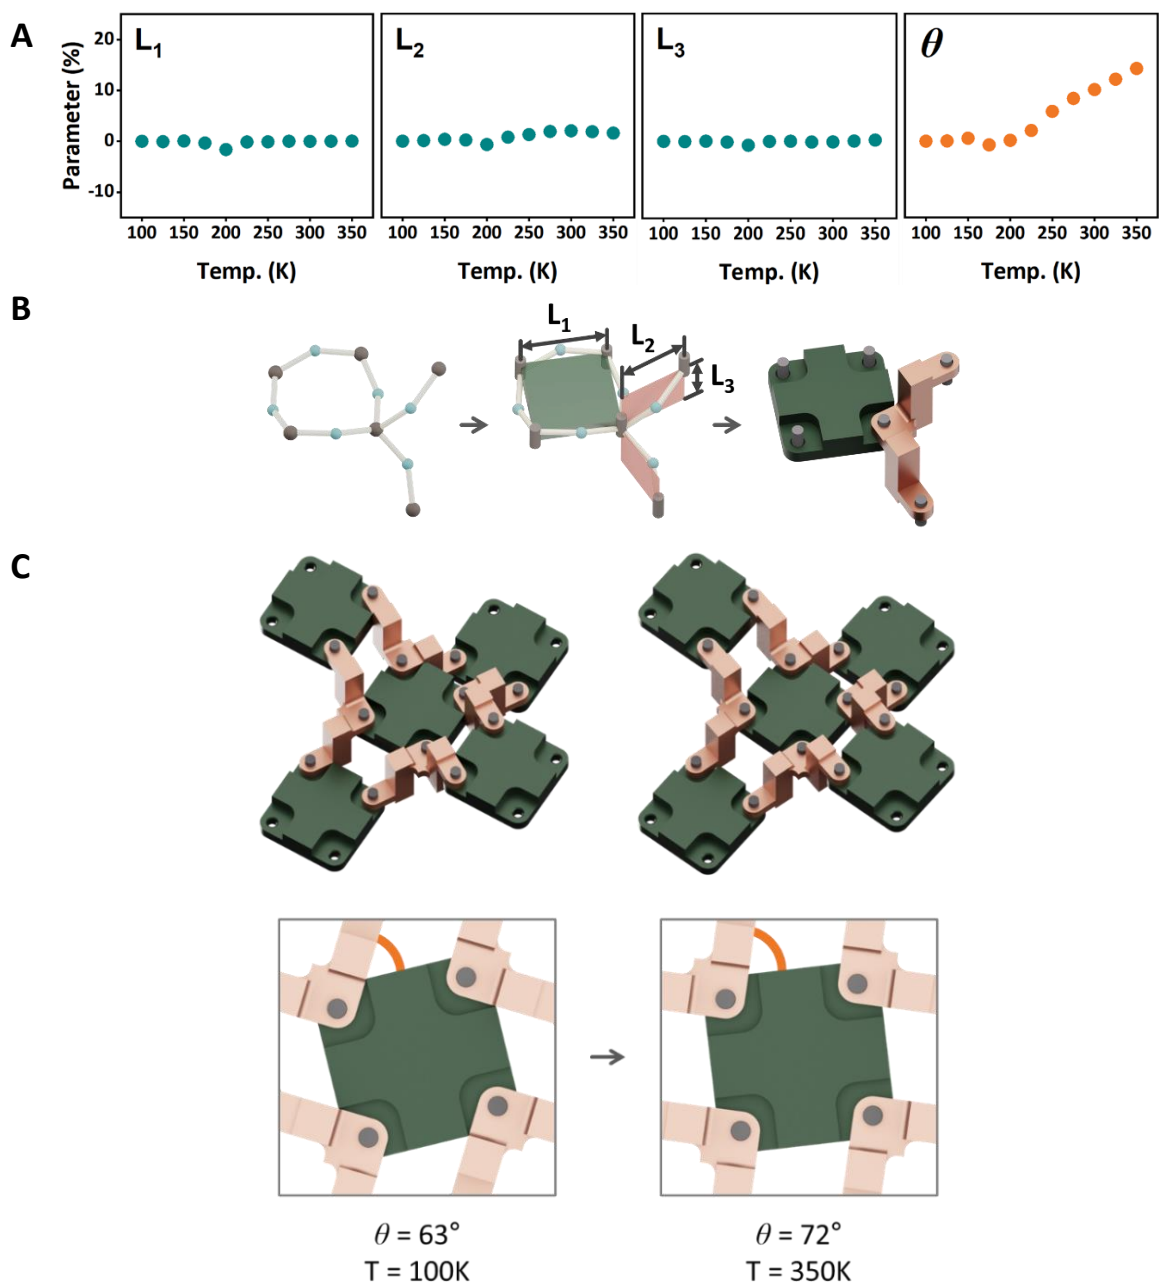 A
L₁
L₂
L₃
θ
Parameter (%)
20
10
0
-10
100 150 200 250 300 350
100 150 200 250 300 350
100 150 200 250 300 350
100 150 200 250 300 350
Temp. (K)
Temp. (K)
Temp. (K)
Temp. (K)
B
L₁
L₂
L₃
C
θ = 63°
T = 100K
θ = 72°
T = 350K